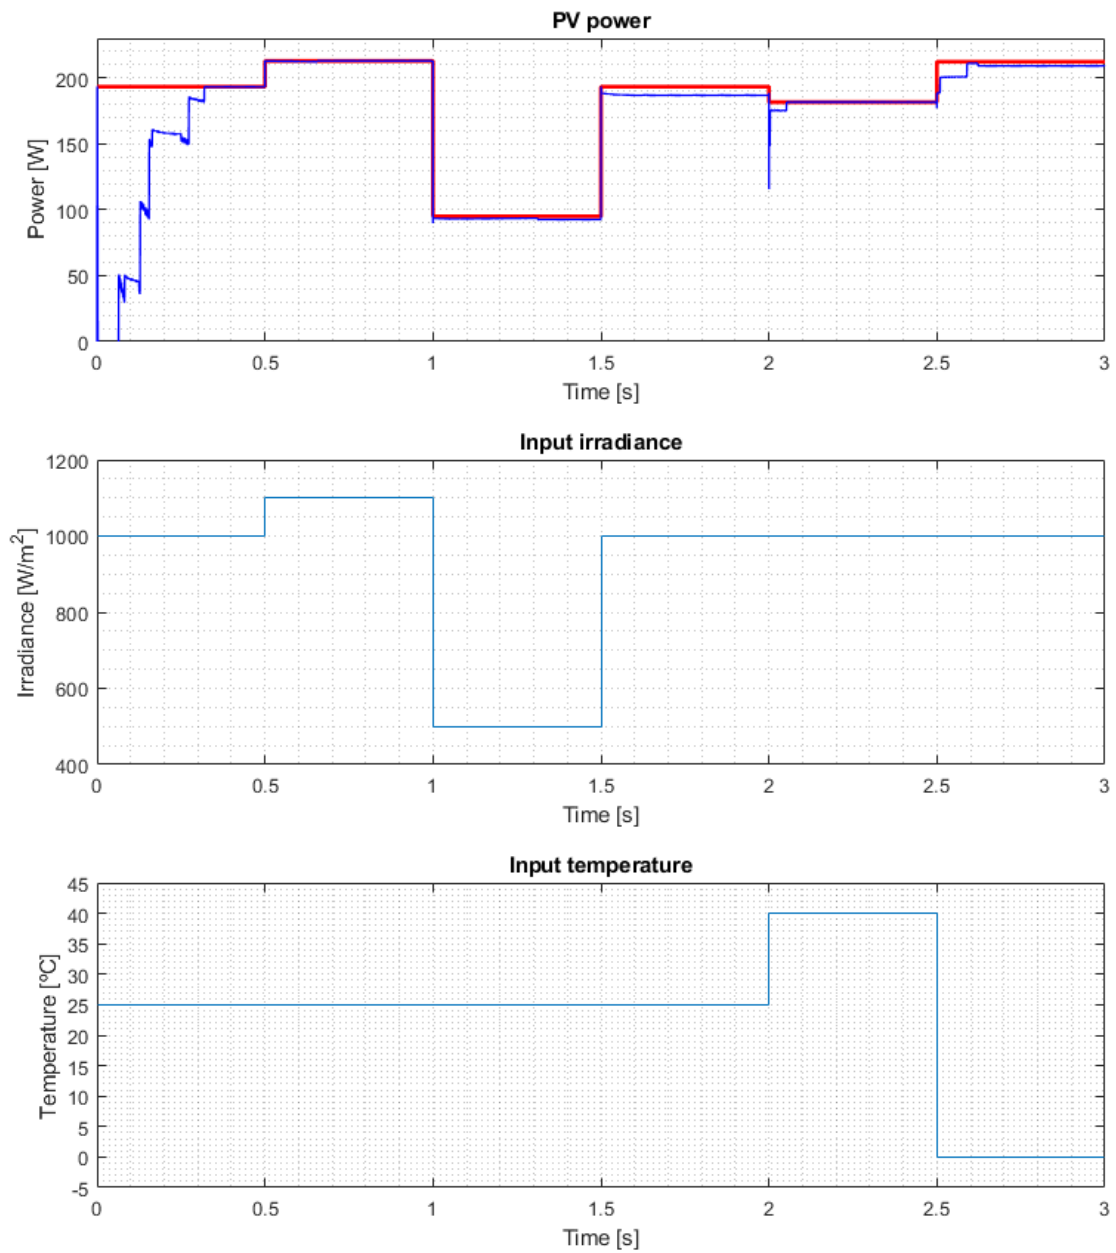 PV power
Power [W]
200
150
100
50
0
0 0.5 1 1.5 2 2.5 3
Time [s]
Input irradiance
Irradiance [W/m²]
1200
1000
800
600
400
0 0.5 1 1.5 2 2.5 3
Time [s]
Input temperature
Temperature [ºC]
45
40
35
30
25
20
15
10
5
0
-5
0 0.5 1 1.5 2 2.5 3
Time [s]